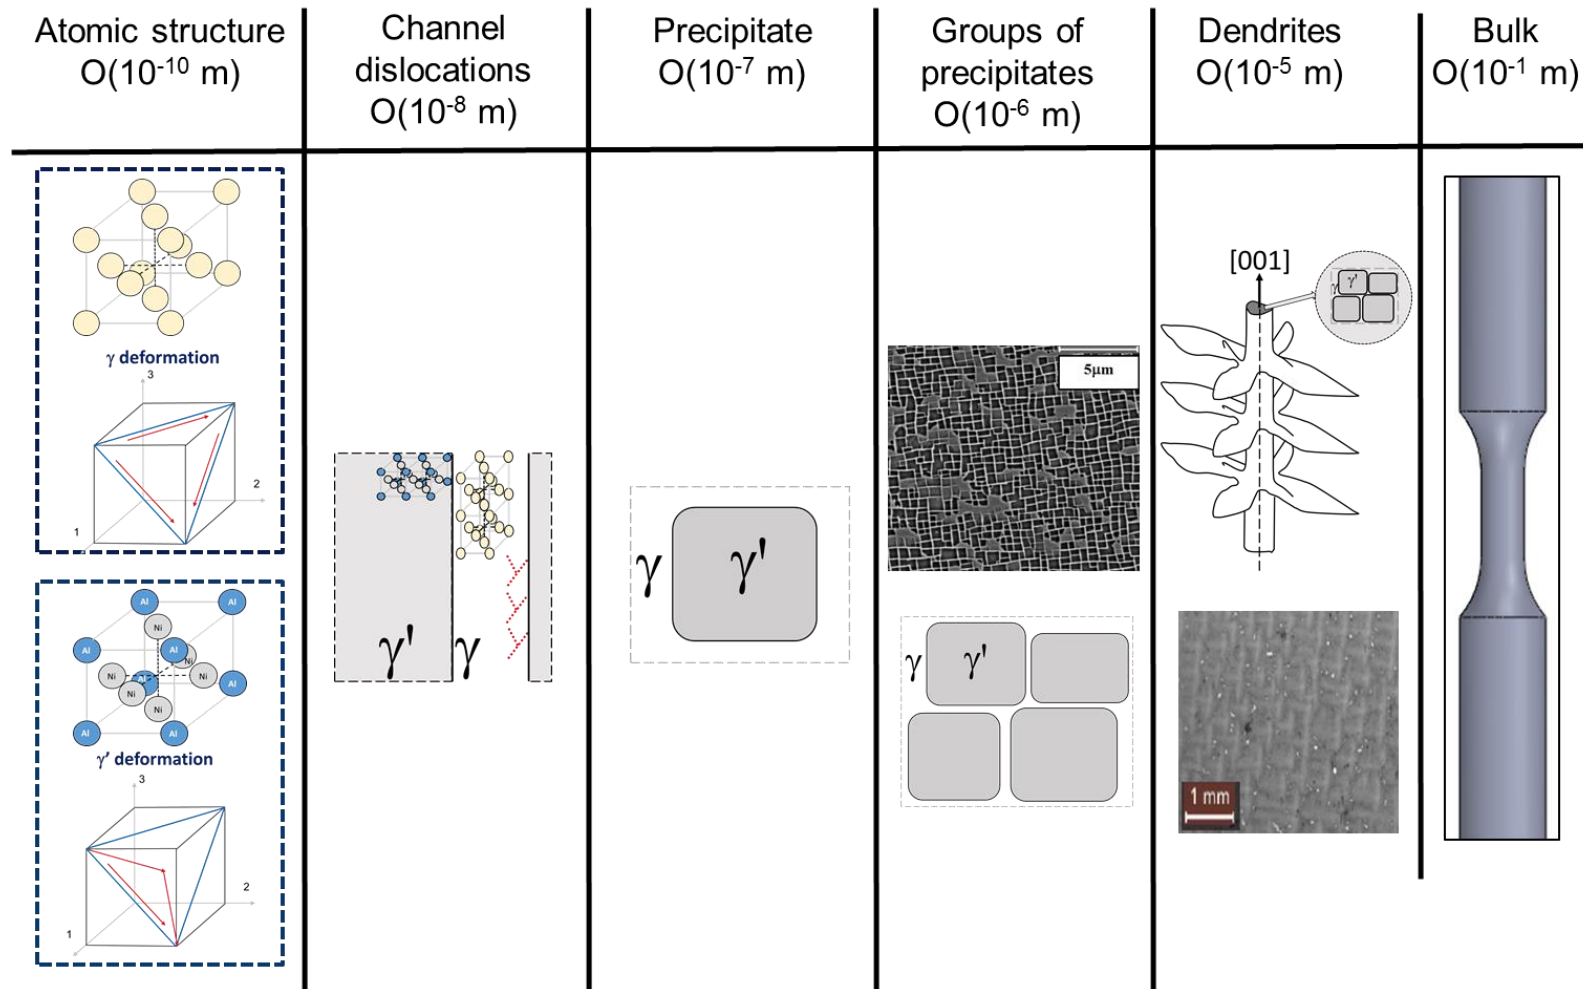 Atomic structure
O(10⁻¹⁰ m)
Channel
dislocations
O(10⁻⁸ m)
Precipitate
O(10⁻⁷ m)
Groups of
precipitates
O(10⁻⁶ m)
Dendrites
O(10⁻⁵ m)
Bulk
O(10⁻¹ m)
γ deformation
3
2
1
Al
Al
Ni
Al
Al
Ni
Ni
Al
Ni
Al
Ni
Ni
Al
Al
γ' deformation
3
2
1
γ'
γ
γ
γ'
5μm
γ
γ'
[001]
γ
γ'
1 mm